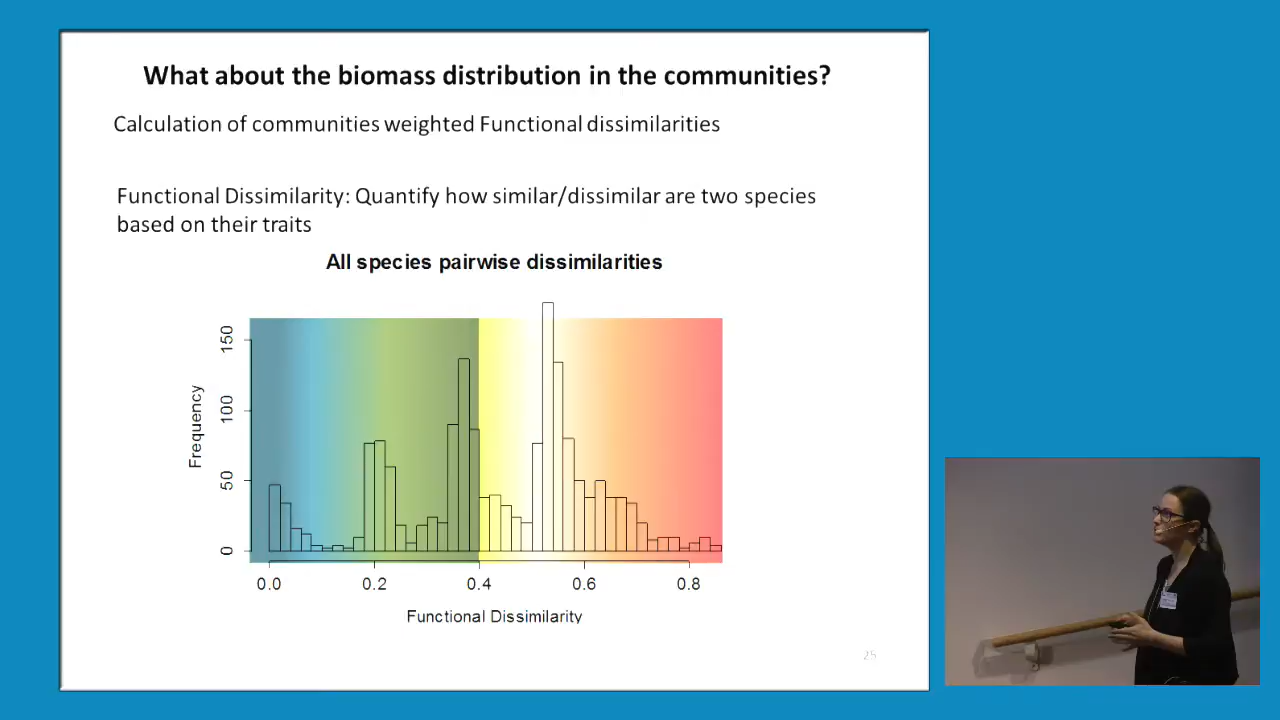 What about the biomass distribution in the communities?
Calculation of communities weighted Functional dissimilarities
Functional Dissimilarity: Quantify how similar/dissimilar are two species
based on their traits
All species pairwise dissimilarities
Frequency
150
100
50
0
0.0 0.2 0.4 0.6 0.8
Functional Dissimilarity
25